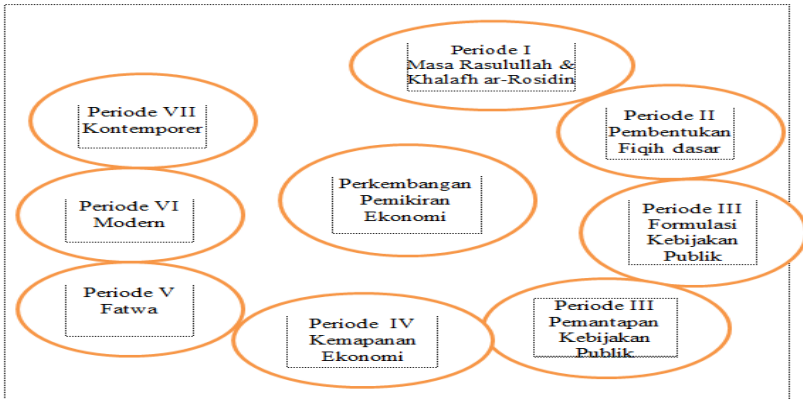 Periode I
Masa Rasulullah &
Khalafh ar-Rosidin
Periode II
Pembentukan
Fiqih dasar
Periode III
Formulasi
Kebijakan
Publik
Periode III
Pemantapan
Kebijakan
Publik
Periode IV
Kemapanan
Ekonomi
Periode V
Fatwa
Periode VI
Modern
Periode VII
Kontemporer
Perkembangan
Pemikiran
Ekonomi